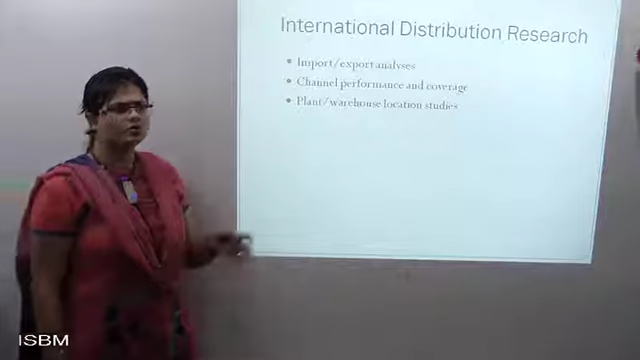 International Distribution Research
• Import/export analyses
• Channel performance and coverage
• Plant/warehouse location studies
ISBM